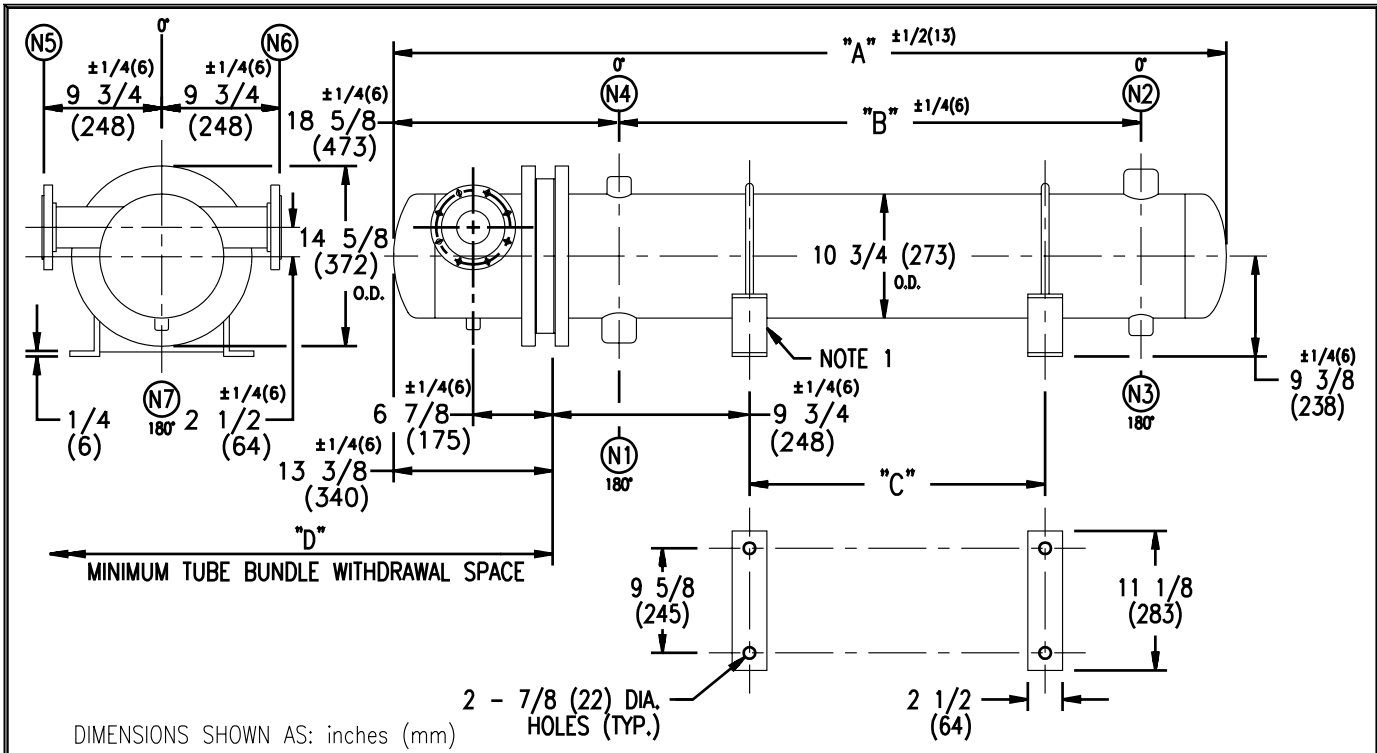 N5
0°
N6
±1/4(6)
9 3/4
(248)
±1/4(6)
9 3/4
(248)
"A" ±1/2(13)
±1/4(6)
18 5/8
(473)
0°
N4
"B" ±1/4(6)
0°
N2
14 5/8
(372)
O.D.
10 3/4 (273)
O.D.
NOTE 1
±1/4(6)
9 3/8
(238)
1/4
(6)
N7
180°
±1/4(6)
2 1/2
(64)
±1/4(6)
6 7/8
(175)
±1/4(6)
9 3/4
(248)
N3
180°
±1/4(6)
13 3/8
(340)
N1
180°
"C"
"D"
MINIMUM TUBE BUNDLE WITHDRAWAL SPACE
9 5/8
(245)
11 1/8
(283)
2 - 7/8 (22) DIA.
HOLES (TYP.)
2 1/2
(64)
DIMENSIONS SHOWN AS: inches (mm)